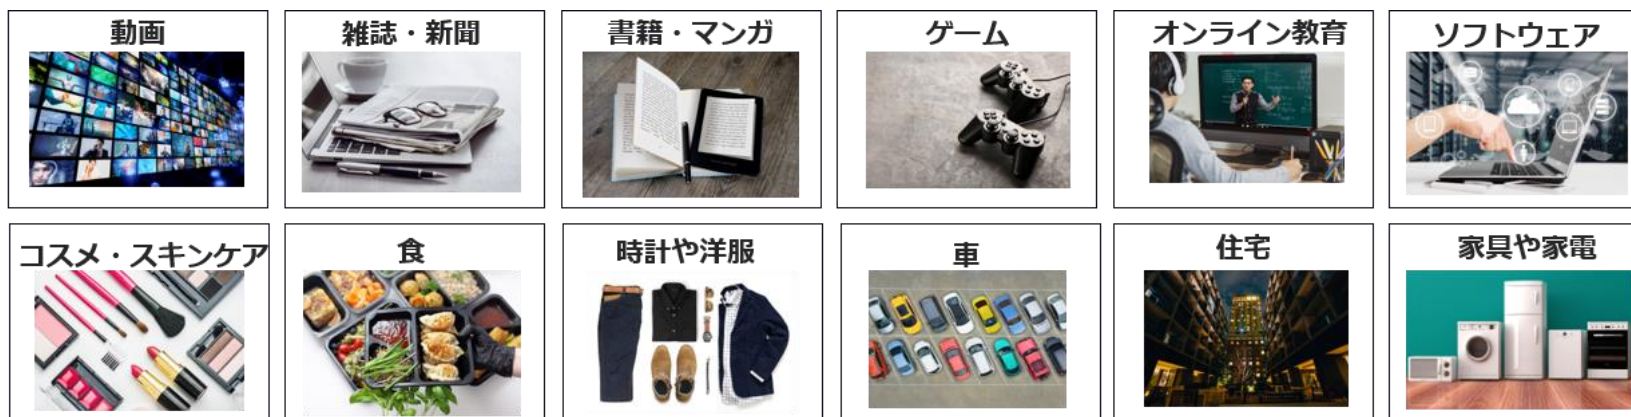 動画
雑誌・新聞
書籍・マンガ
ゲーム
オンライン教育
ソフトウェア
コスメ・スキンケア
食
時計や洋服
車
住宅
家具や家電